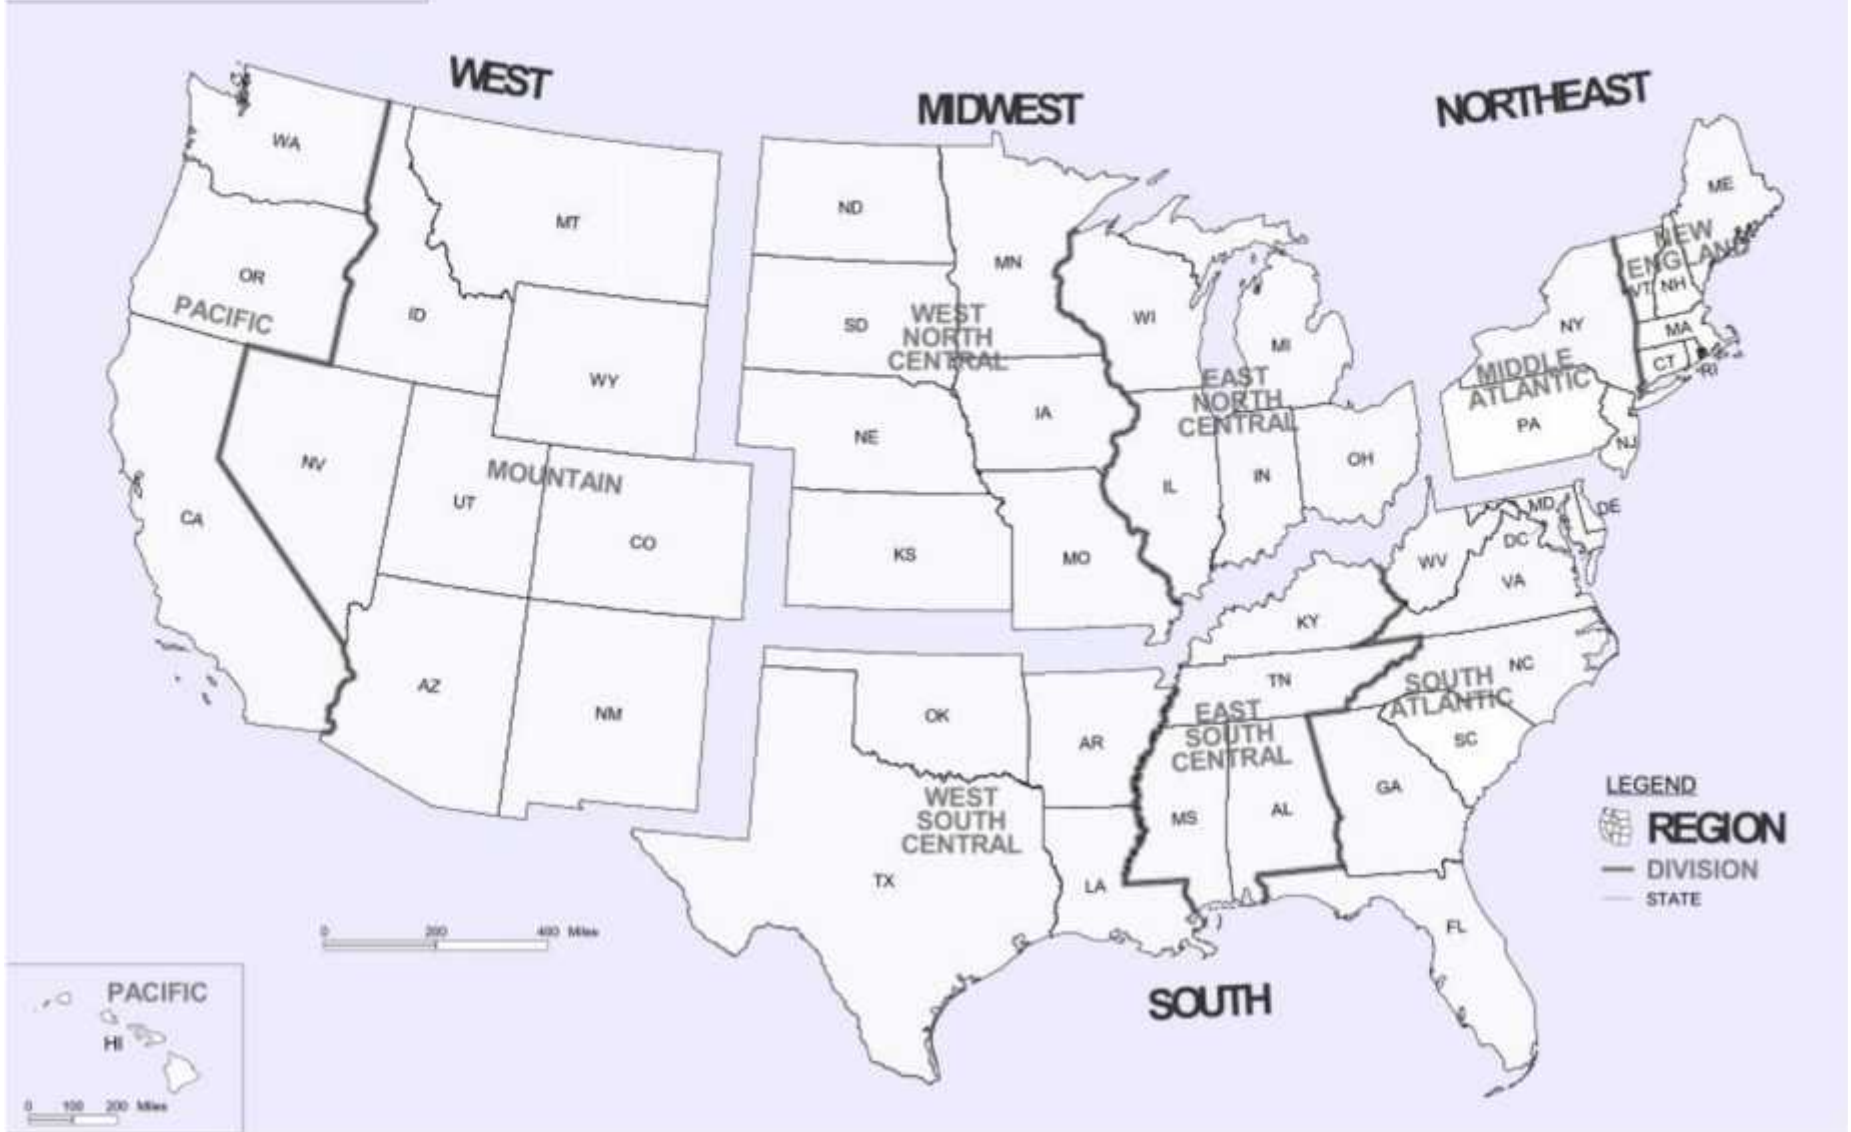 WEST
MIDWEST
NORTHEAST
WA
MT
ND
MN
ME
OR
PACIFIC
ID
SD
WEST
NORTH
CENTRAL
WI
MI
NEW
ENGLAND
VT
NH
NY
MA
CT
RI
MIDDLE
ATLANTIC
WY
IA
EAST
NORTH
CENTRAL
PA
NJ
NE
NV
MOUNTAIN
UT
CO
CA
KS
MO
IL
IN
OH
MD
DE
DC
WV
VA
KY
AZ
NM
OK
AR
TN
NC
SOUTH
ATLANTIC
EAST
SOUTH
CENTRAL
SC
WEST
SOUTH
CENTRAL
MS
AL
GA
TX
LA
FL
LEGEND
REGION
DIVISION
STATE
0 200 400 Miles
SOUTH
PACIFIC
HI
0 100 200 Miles